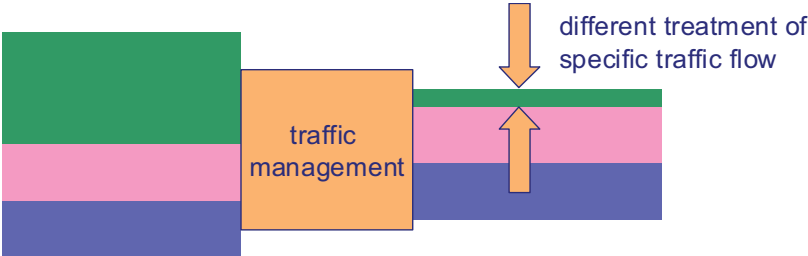 different treatment of
specific traffic flow
traffic
management